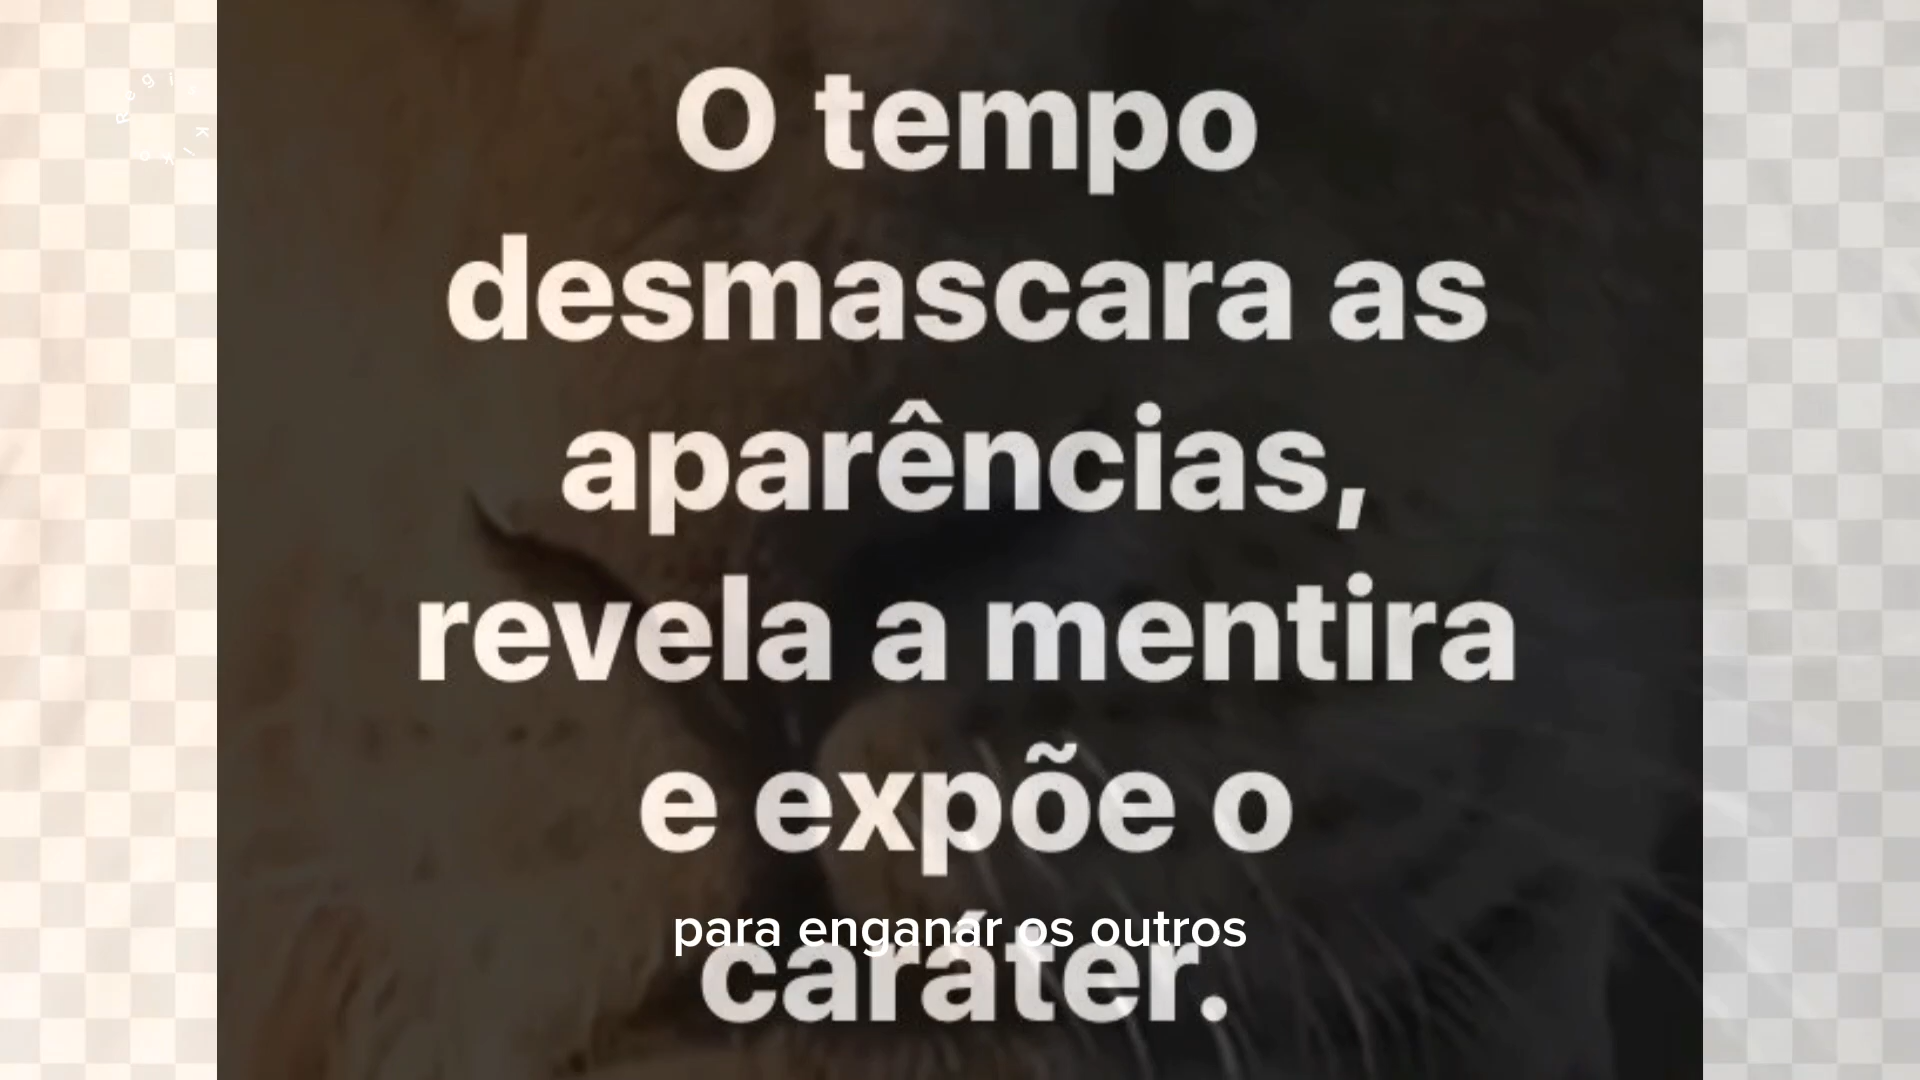 O tempo
desmascara as
aparências,
revela a mentira
e expõe o
para enganar os outros
caráter.